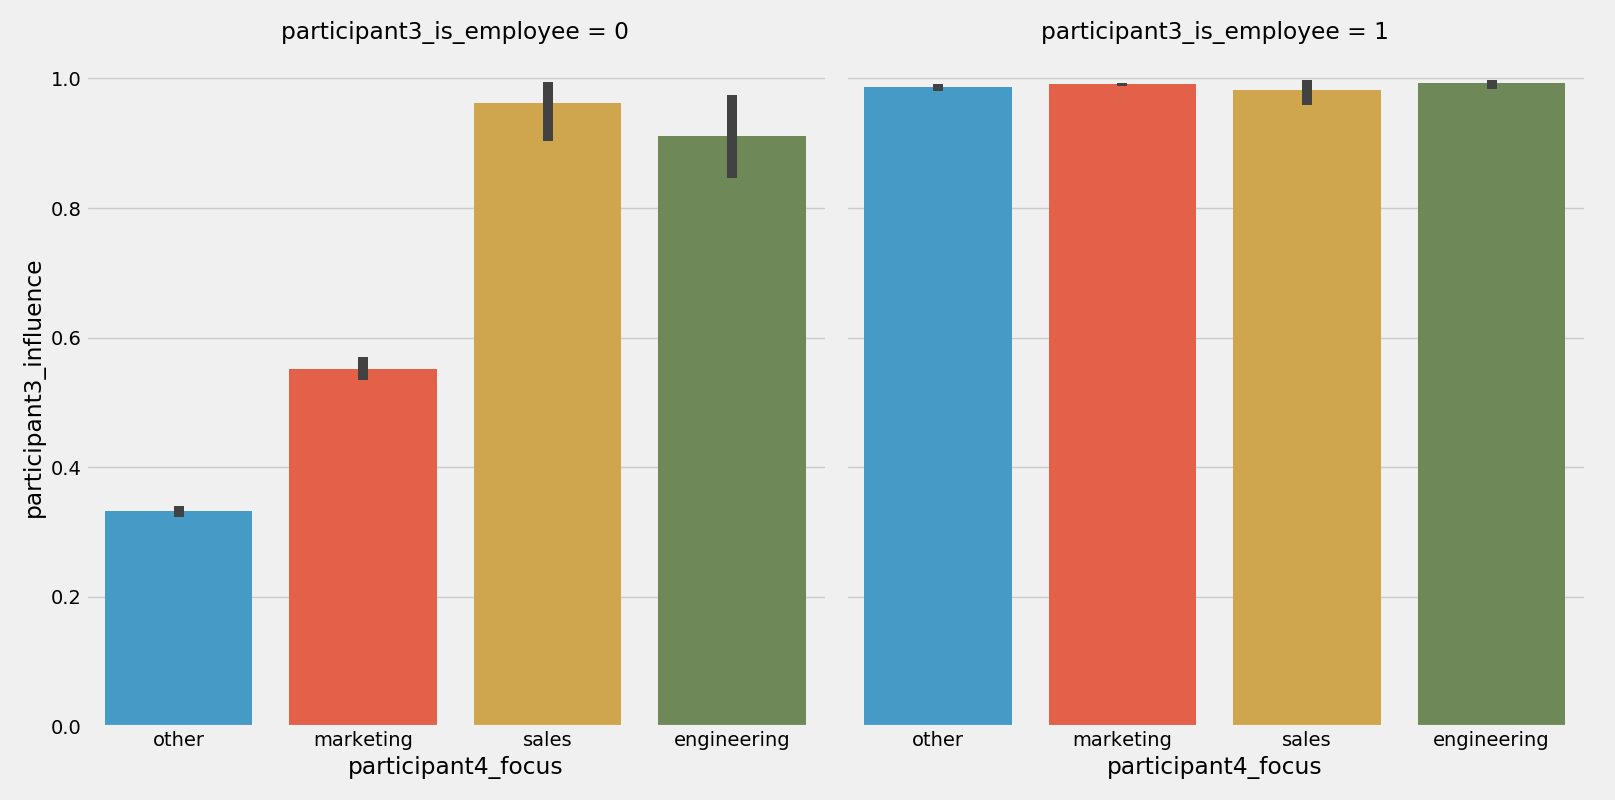 participant3_is_employee = 0
participant3_is_employee = 1
participant3_influence
1.0
0.8
0.6
0.4
0.2
0.0
other marketing sales engineering
other marketing sales engineering
participant4_focus
participant4_focus